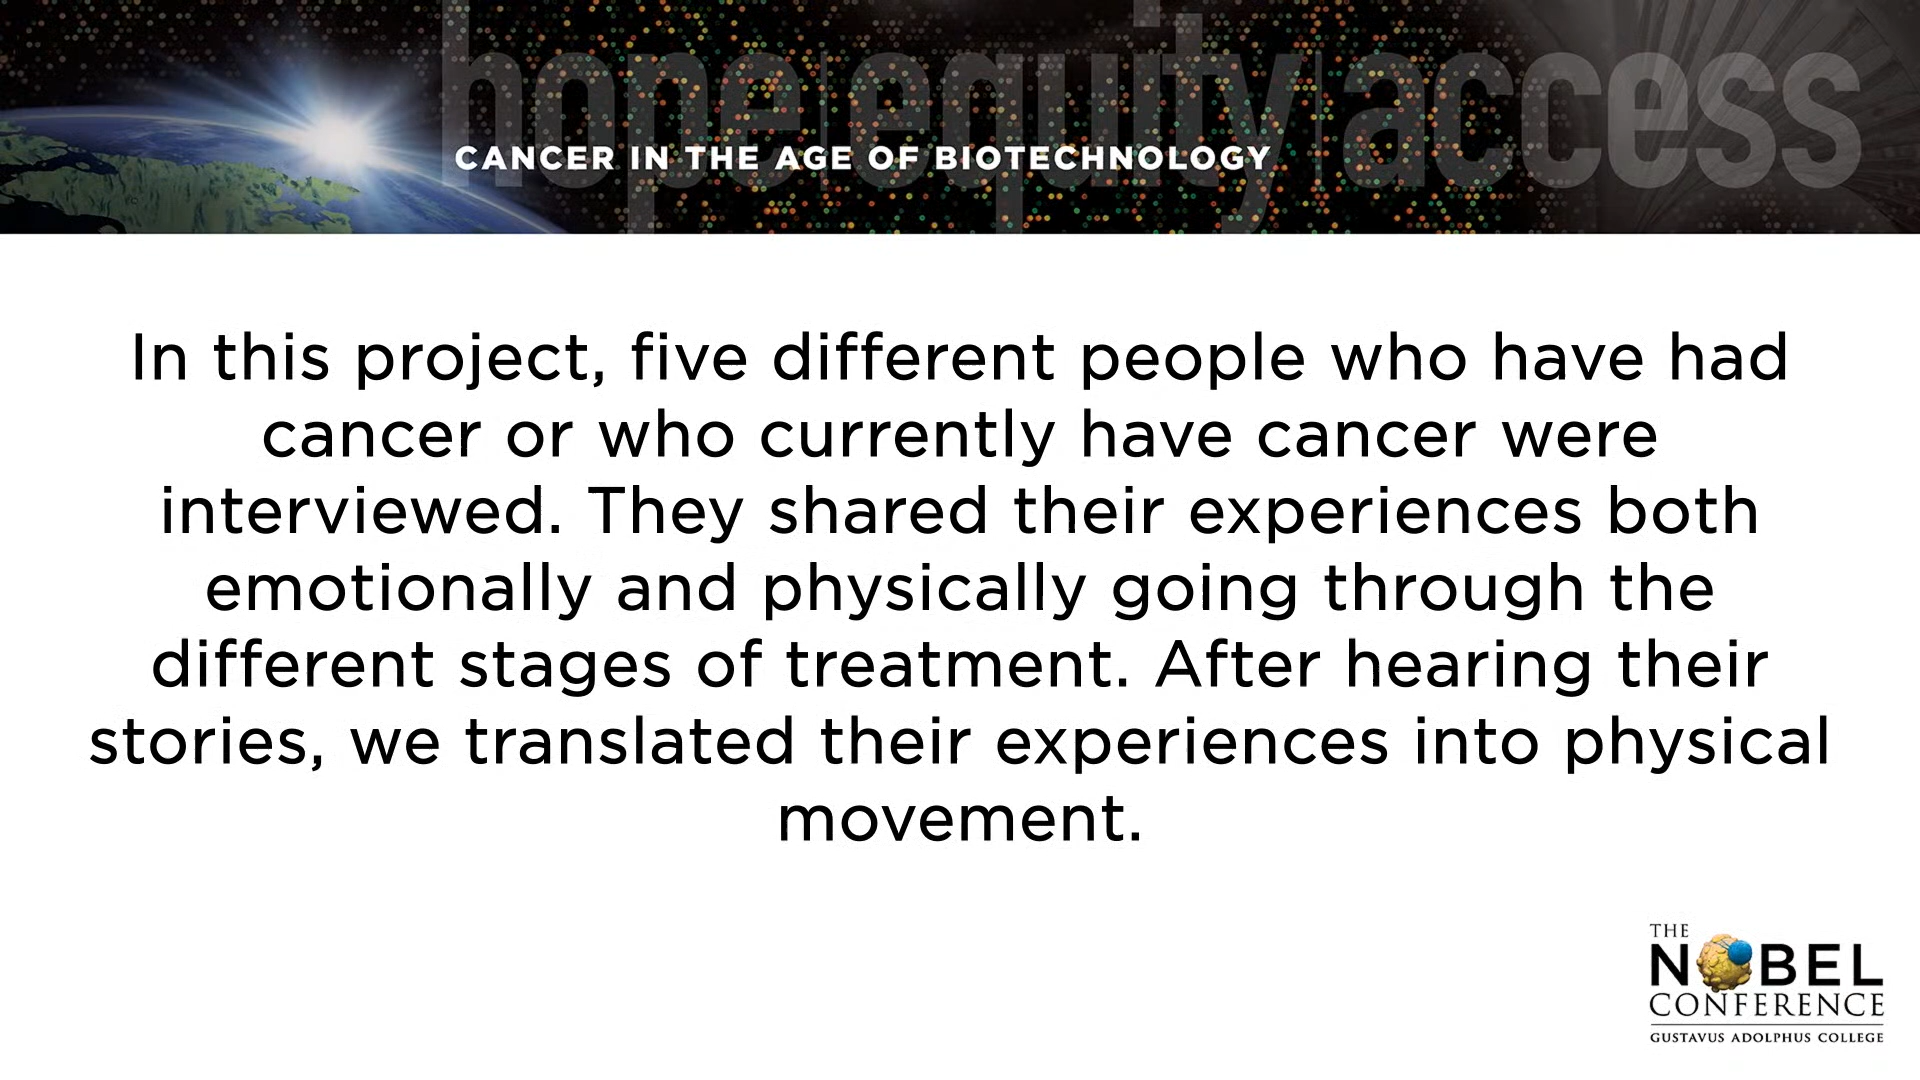 hope|equity|access
CANCER IN THE AGE OF BIOTECHNOLOGY
In this project, five different people who have had
cancer or who currently have cancer were
interviewed. They shared their experiences both
emotionally and physically going through the
different stages of treatment. After hearing their
stories, we translated their experiences into physical
movement.
THE
NOBEL
CONFERENCE
GUSTAVUS ADOLPHUS COLLEGE